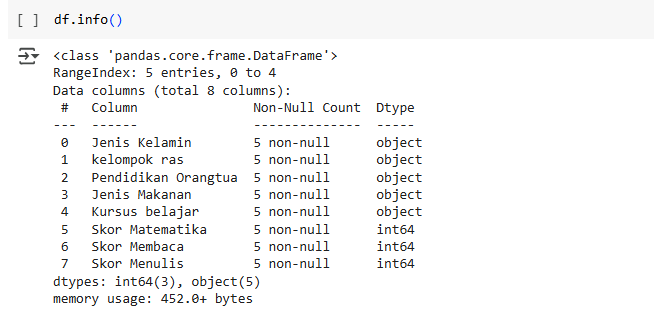 [ ] df.info()
<class 'pandas.core.frame.DataFrame'>
RangeIndex: 5 entries, 0 to 4
Data columns (total 8 columns):
 #   Column               Non-Null Count  Dtype
---  ------               --------------  -----
 0   Jenis Kelamin        5 non-null      object
 1   kelompok ras         5 non-null      object
 2   Pendidikan Orangtua  5 non-null      object
 3   Jenis Makanan        5 non-null      object
 4   Kursus belajar       5 non-null      object
 5   Skor Matematika      5 non-null      int64
 6   Skor Membaca         5 non-null      int64
 7   Skor Menulis         5 non-null      int64
dtypes: int64(3), object(5)
memory usage: 452.0+ bytes